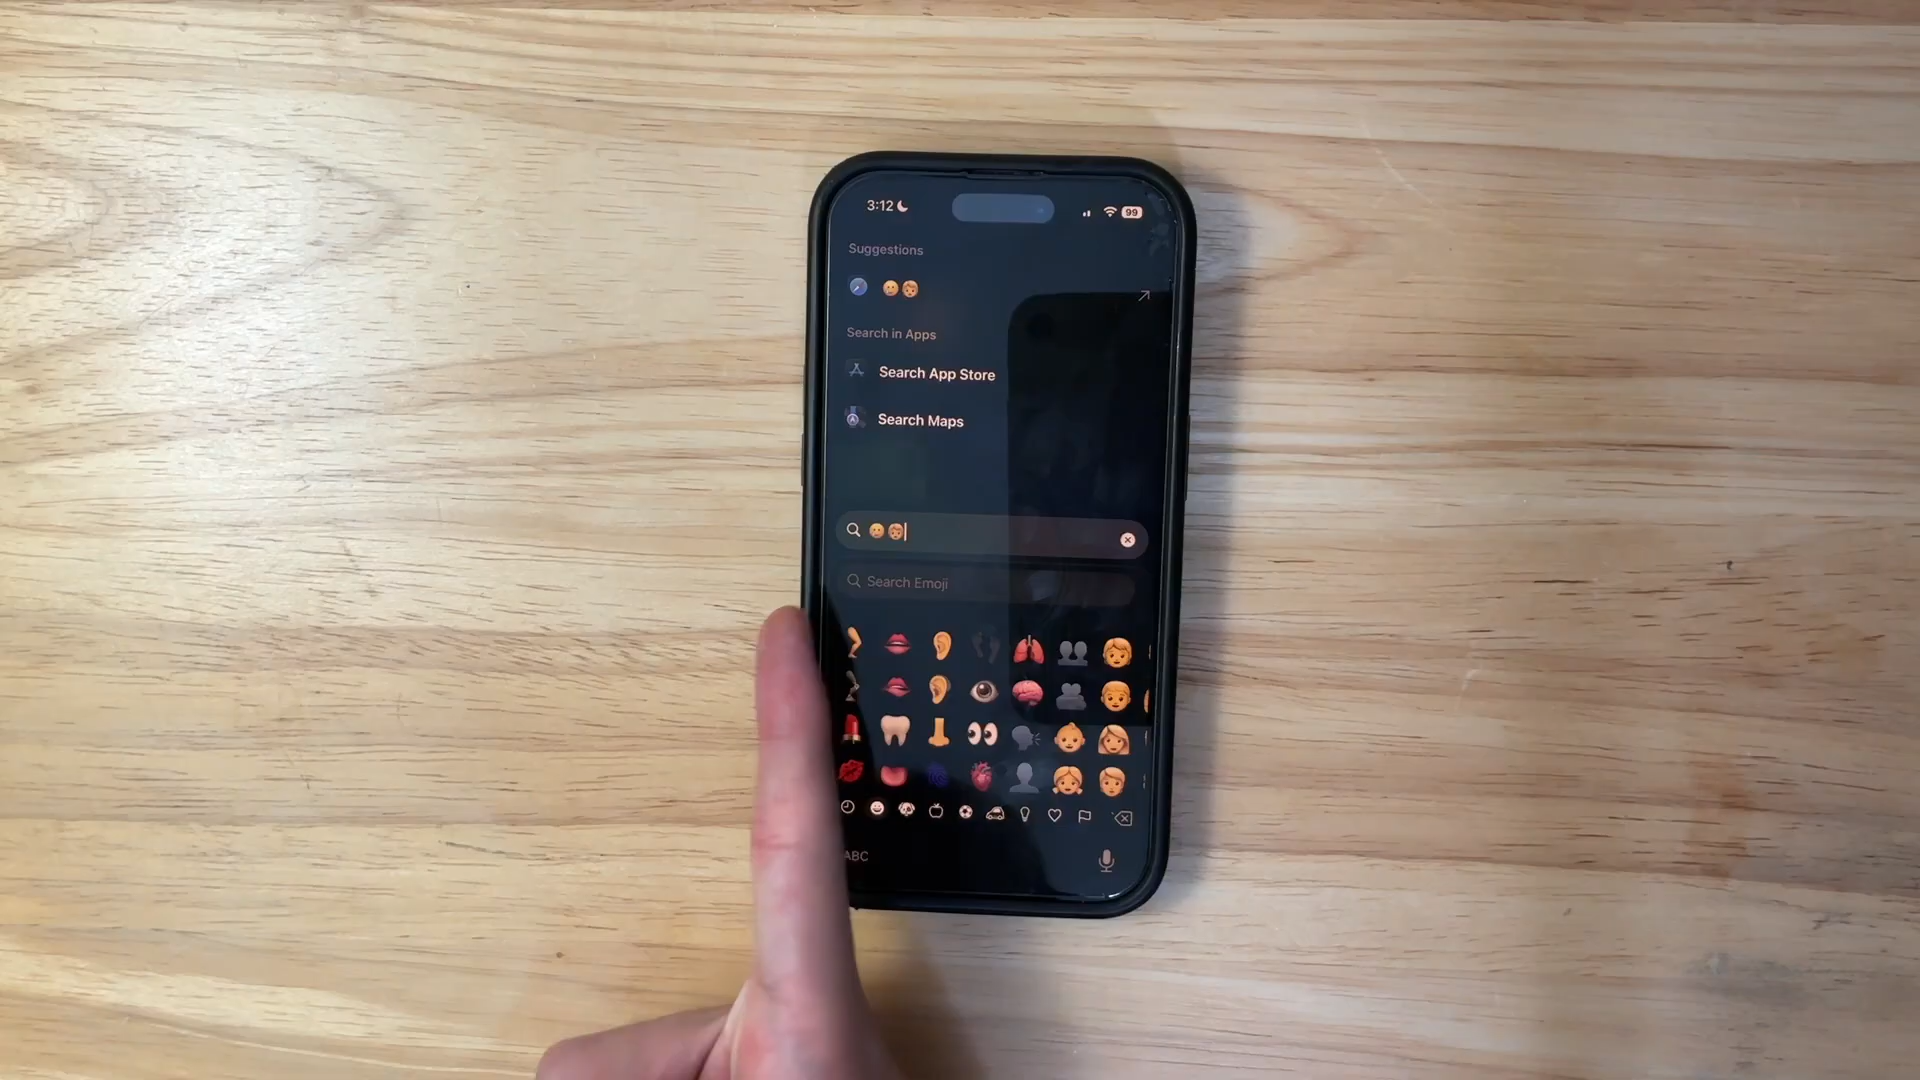 3:12
99
Suggestions
Search in Apps
Search App Store
Search Maps
Search Emoji
ABC